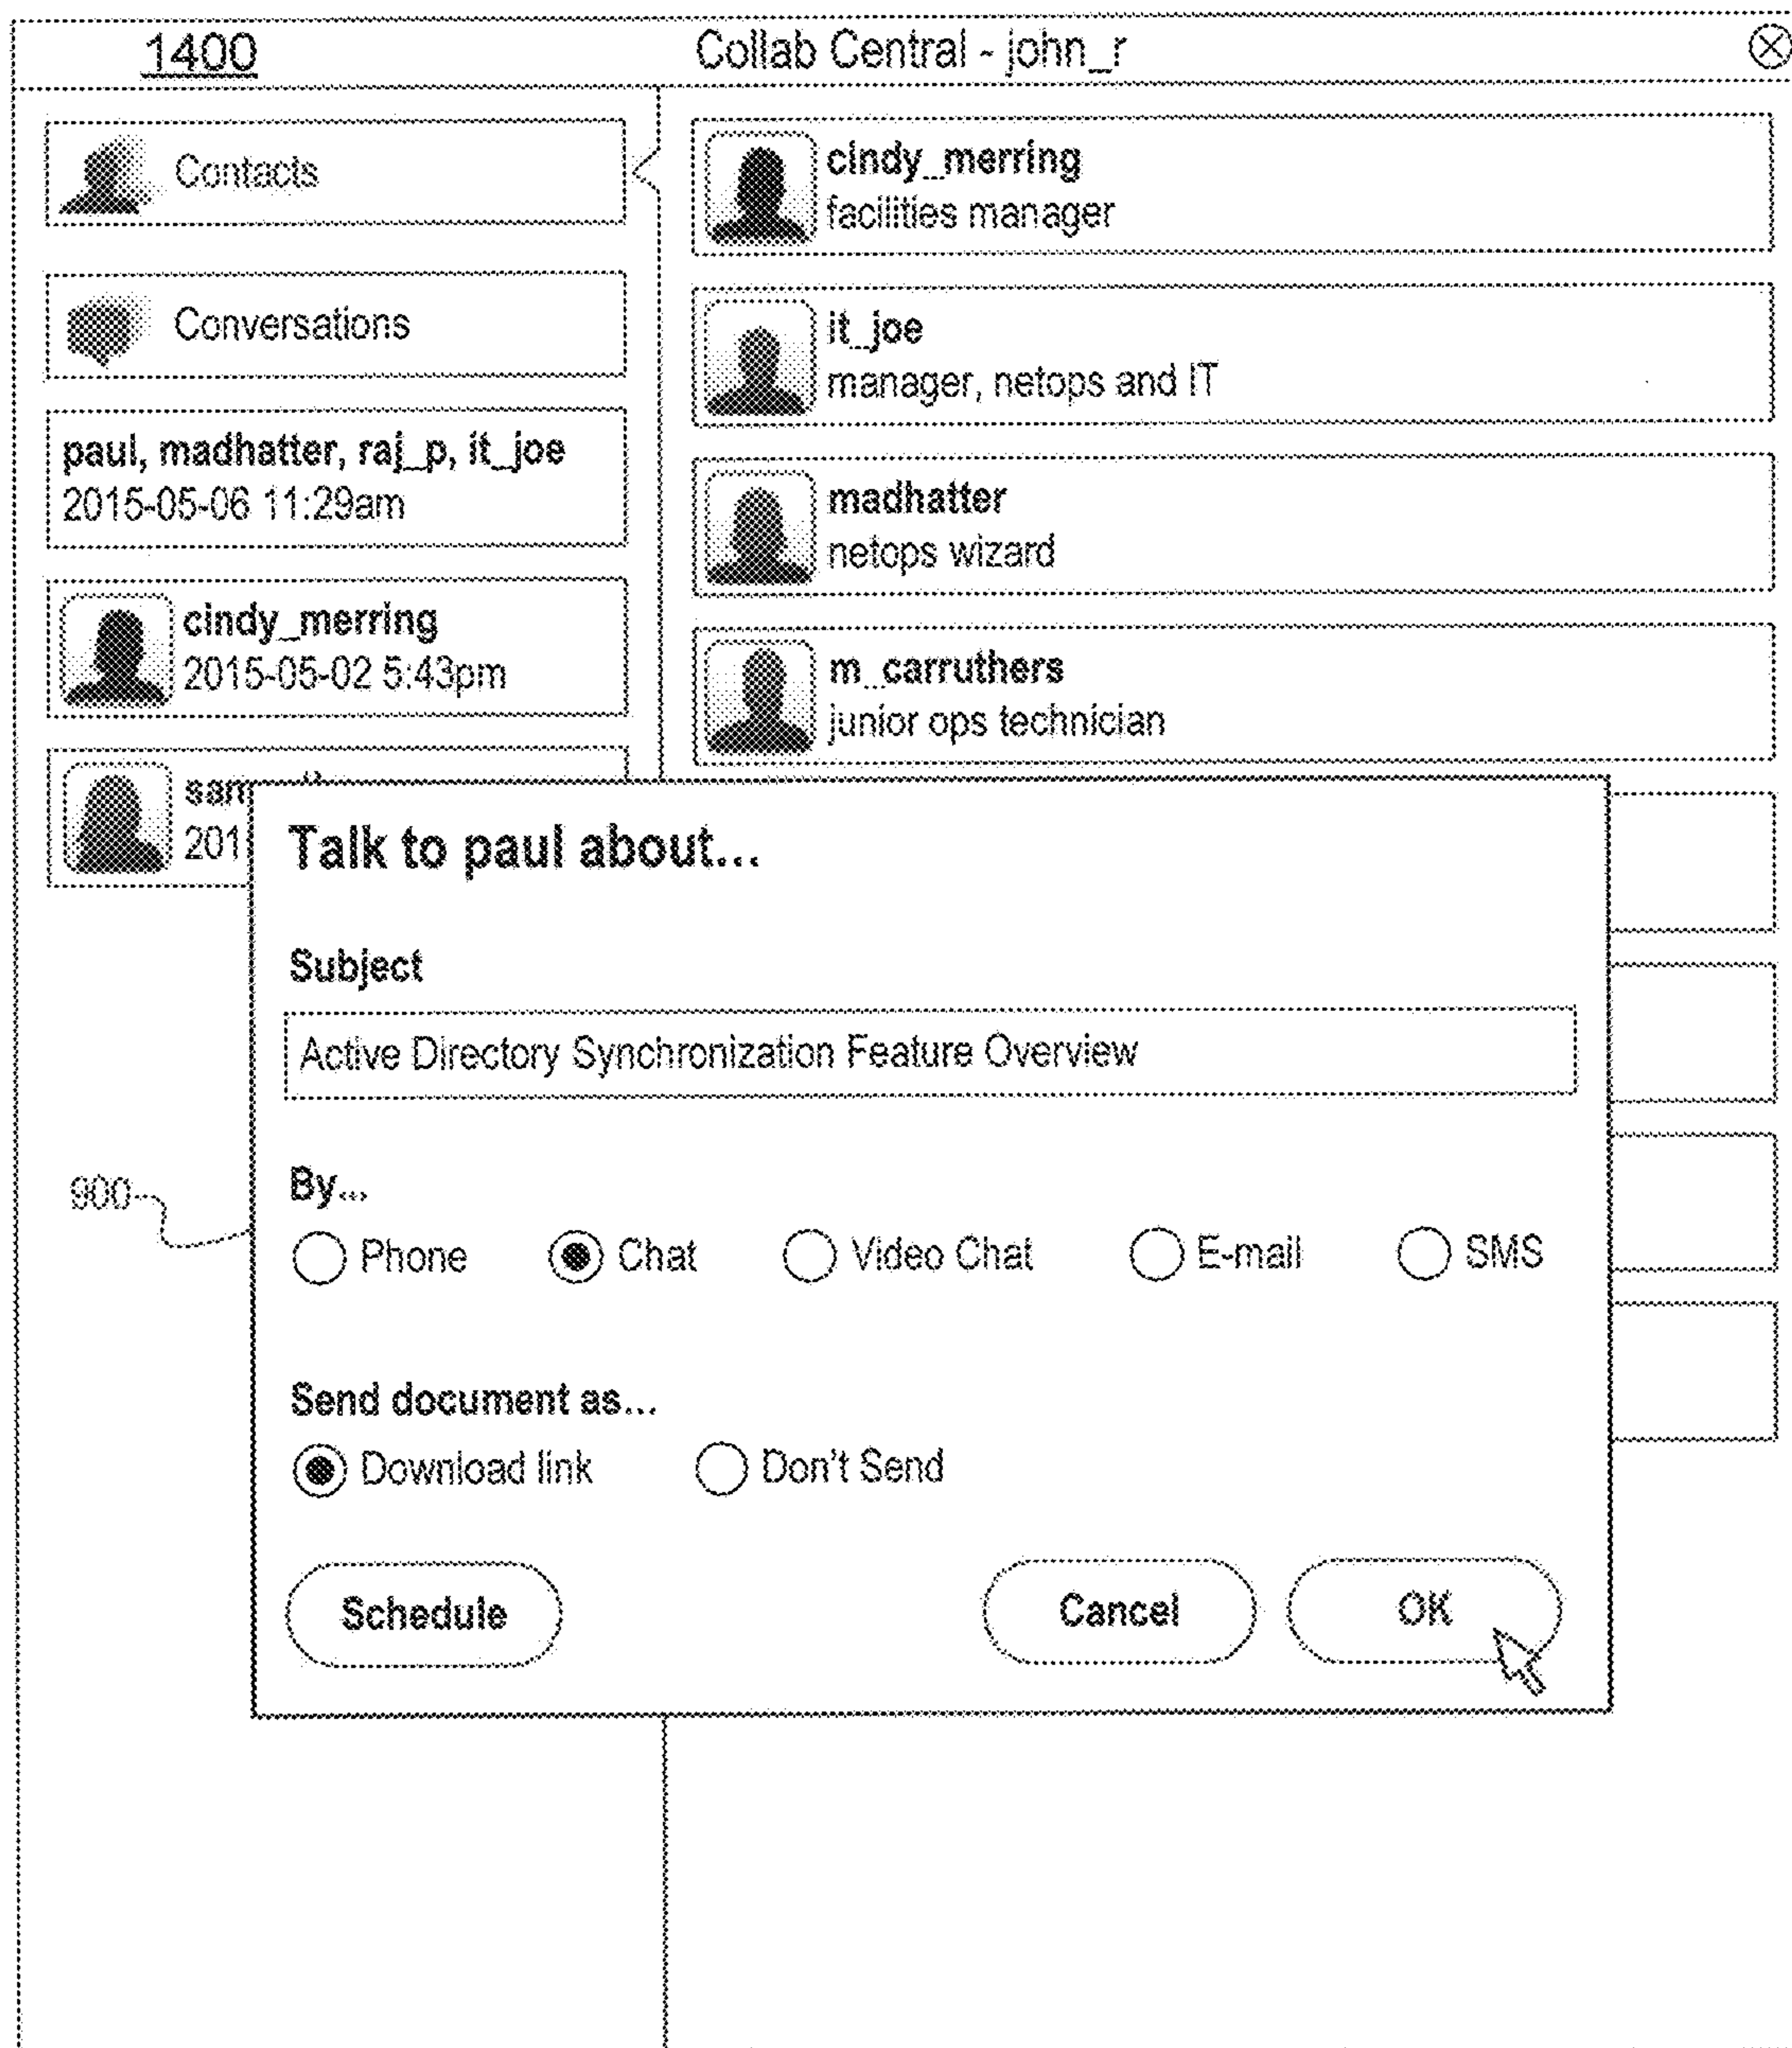 1400
Collab Central - john_r
Contacts
Conversations
paul, madhatter, raj_p, it_joe
2015-05-06 11:29am
cindy_merring
2015-05-02 5:43pm
cindy_merring
facilities manager
it_joe
manager, netops and IT
madhatter
netops wizard
m_carruthers
junior ops technician
Talk to paul about...
Subject
Active Directory Synchronization Feature Overview
900
By...
Phone Chat Video Chat E-mail SMS
Send document as...
Download link Don't Send
Schedule Cancel OK